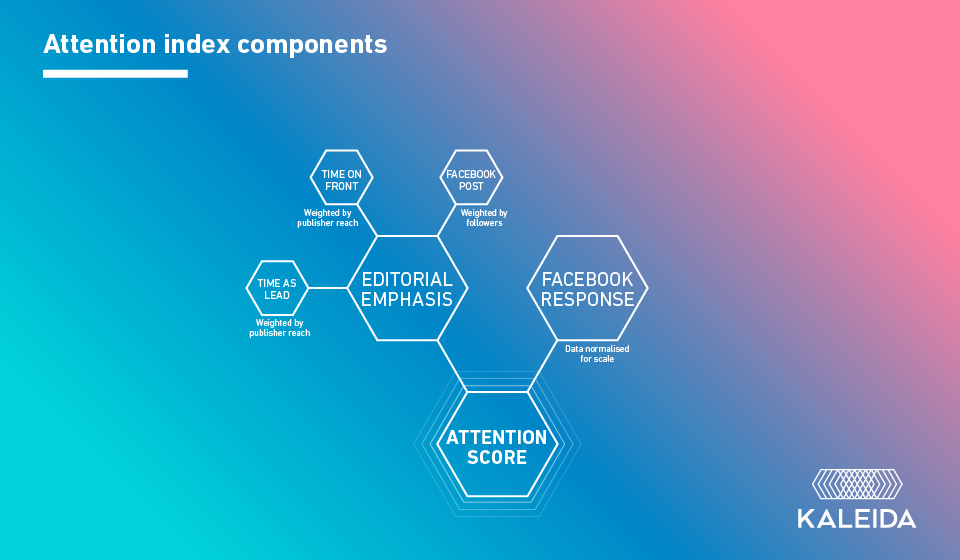 Attention index components
TIME ON
FRONT
Weighted by
publisher reach
FACEBOOK
POST
Weighted by
followers
TIME AS
LEAD
Weighted by
publisher reach
EDITORIAL
EMPHASIS
FACEBOOK
RESPONSE
Data normalised
for scale
ATTENTION
SCORE
KALEIDA